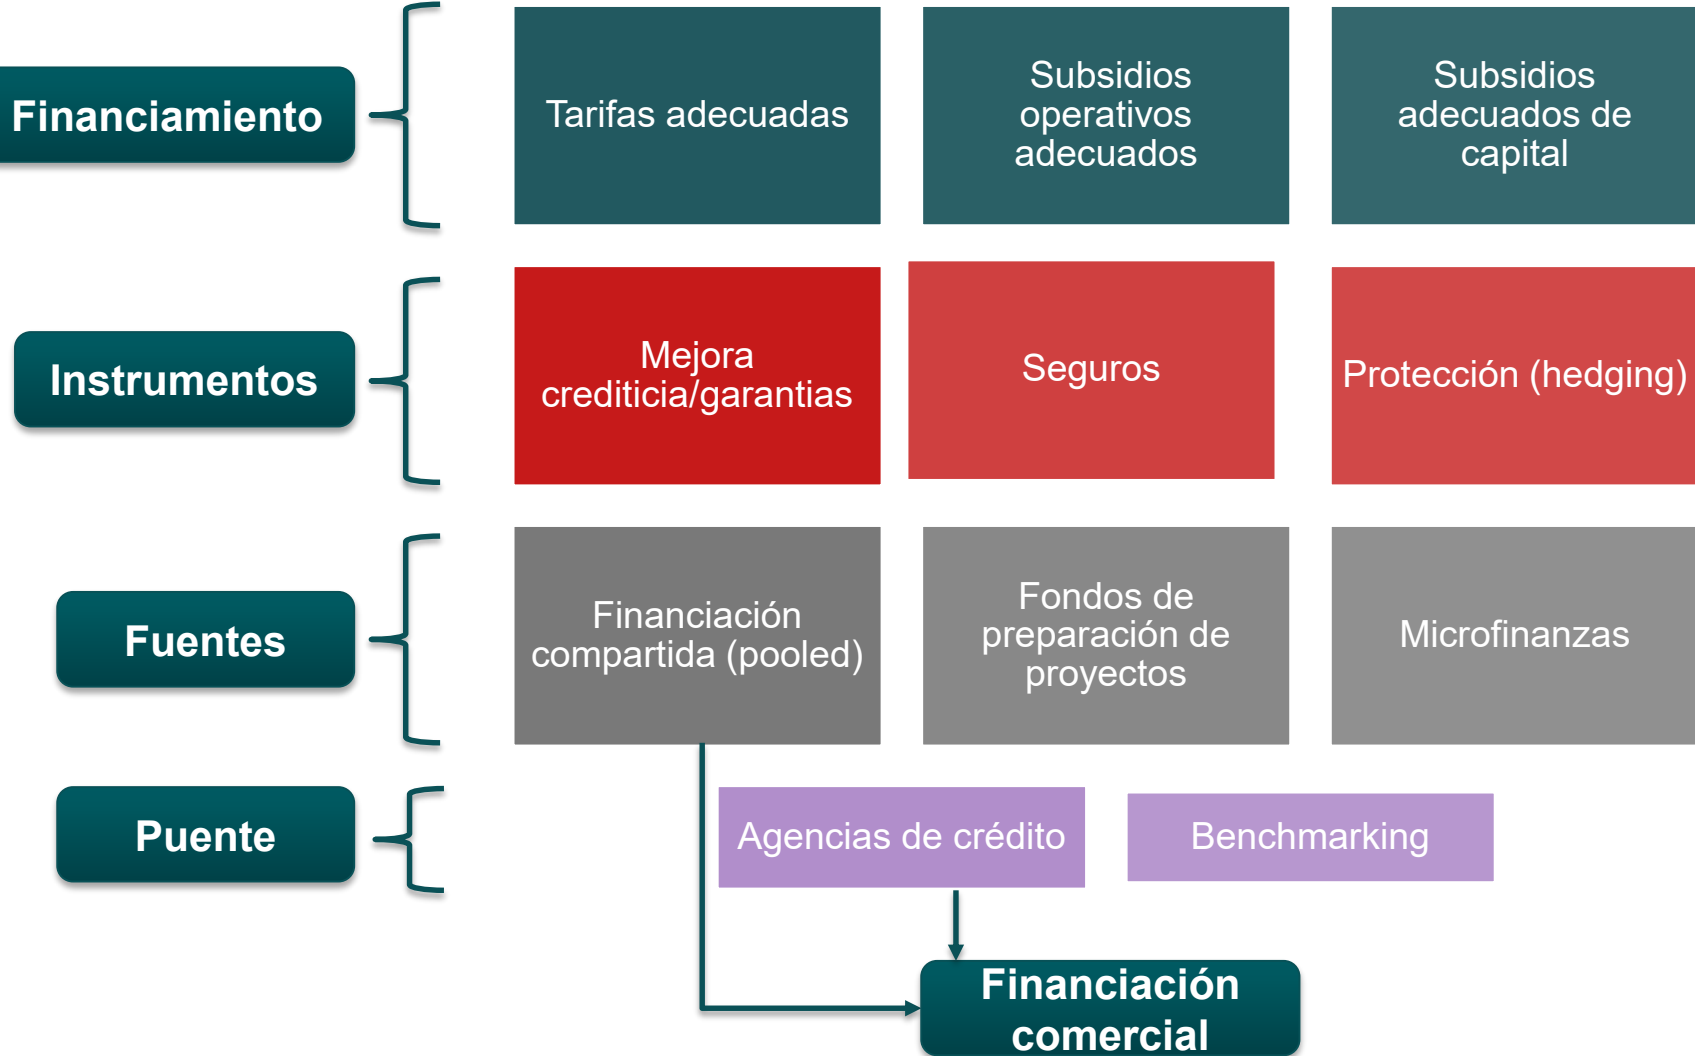 Financiamiento
Tarifas adecuadas
Subsidios
operativos
adecuados
Subsidios
adecuados de
capital
Instrumentos
Mejora
crediticia/garantias
Seguros
Protección (hedging)
Fuentes
Financiación
compartida (pooled)
Fondos de
preparación de
proyectos
Microfinanzas
Puente
Agencias de crédito
Benchmarking
Financiación
comercial